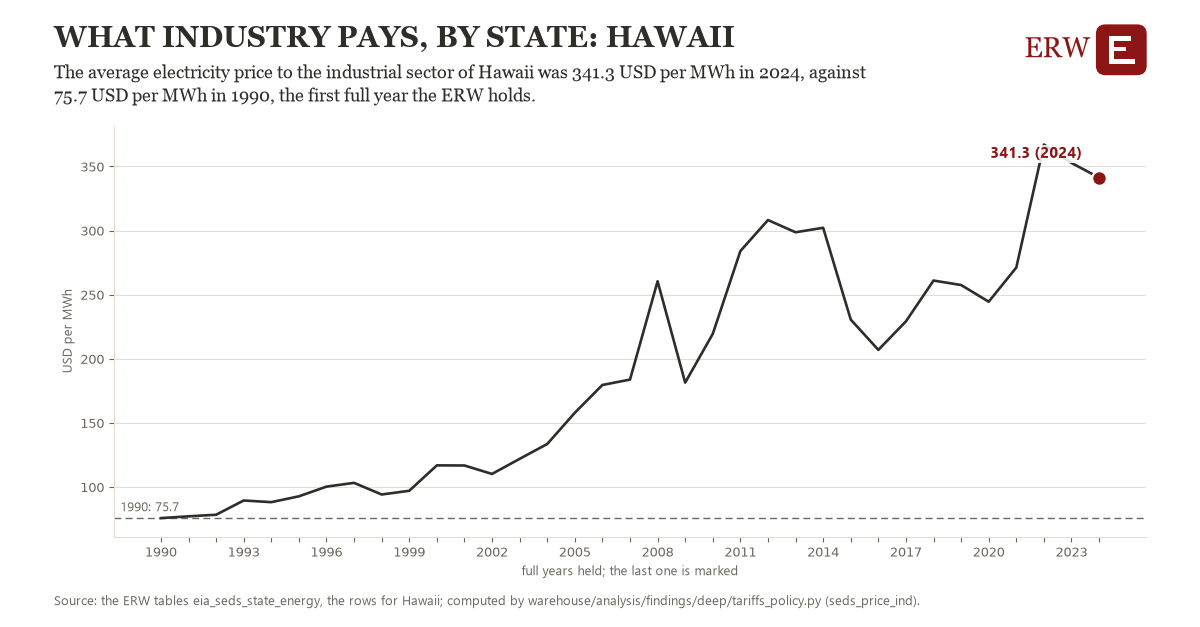 WHAT INDUSTRY PAYS, BY STATE: HAWAII
The average electricity price to the industrial sector of Hawaii was 341.3 USD per MWh in 2024, against
75.7 USD per MWh in 1990, the first full year the ERW holds.
ERW E
341.3 (2024)
350
300
250
200
150
100
USD per MWh
1990: 75.7
1990 1993 1996 1999 2002 2005 2008 2011 2014 2017 2020 2023
full years held; the last one is marked
Source: the ERW tables eia_seds_state_energy, the rows for Hawaii; computed by warehouse/analysis/findings/deep/tariffs_policy.py (seds_price_ind).